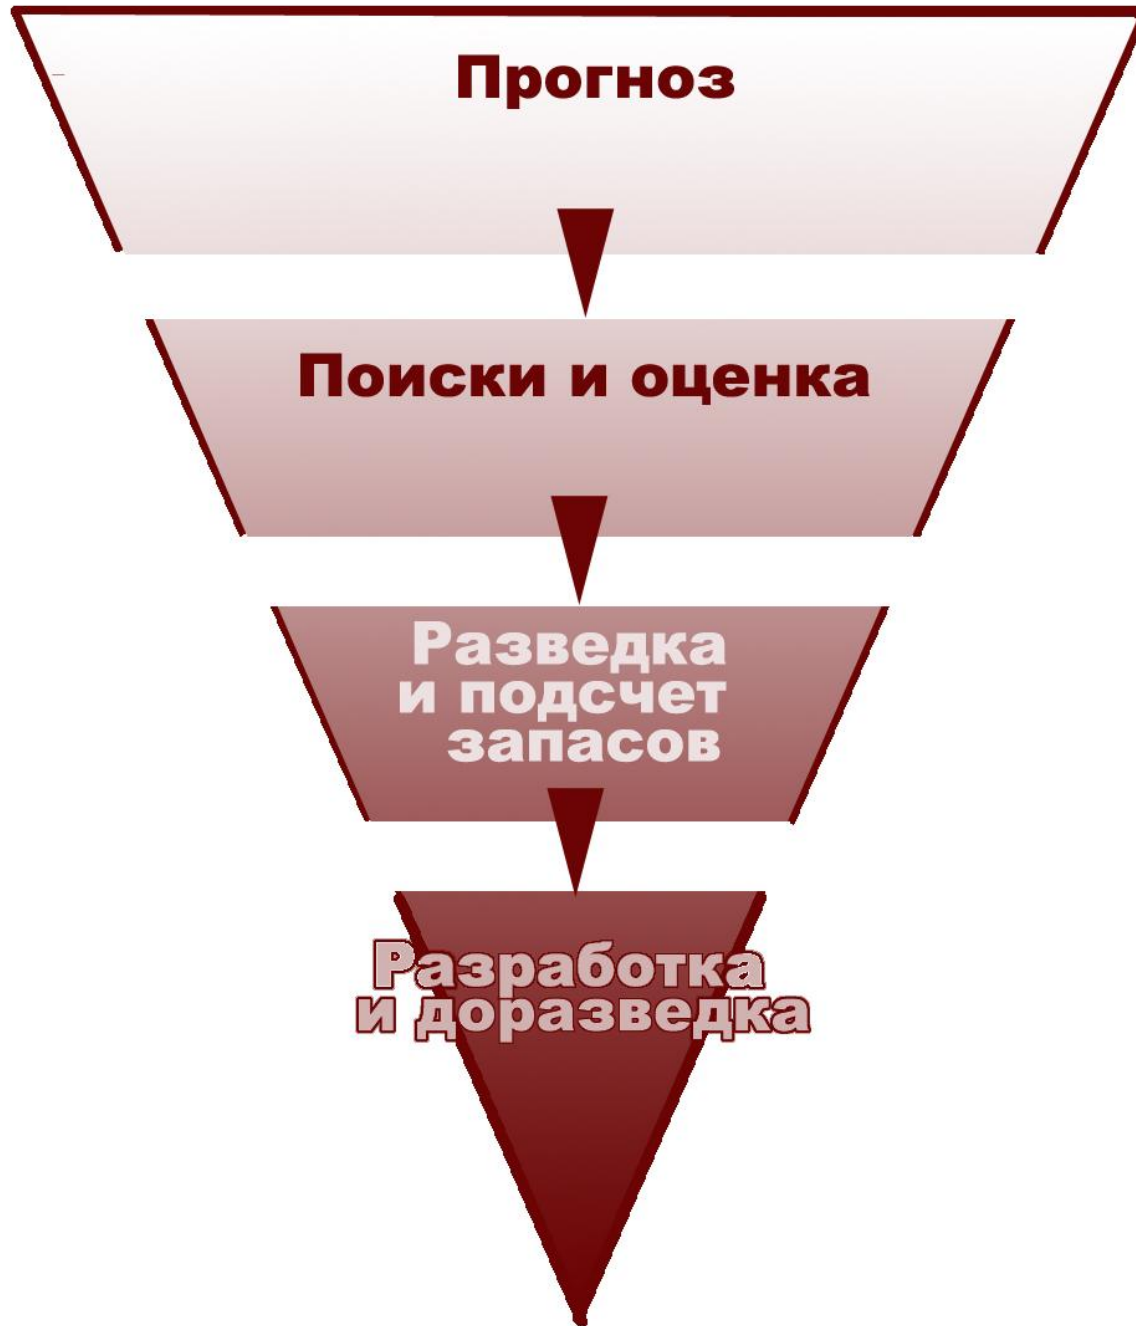 Прогноз
Поиски и оценка
Разведка
и подсчет
запасов
Разработка
и доразведка